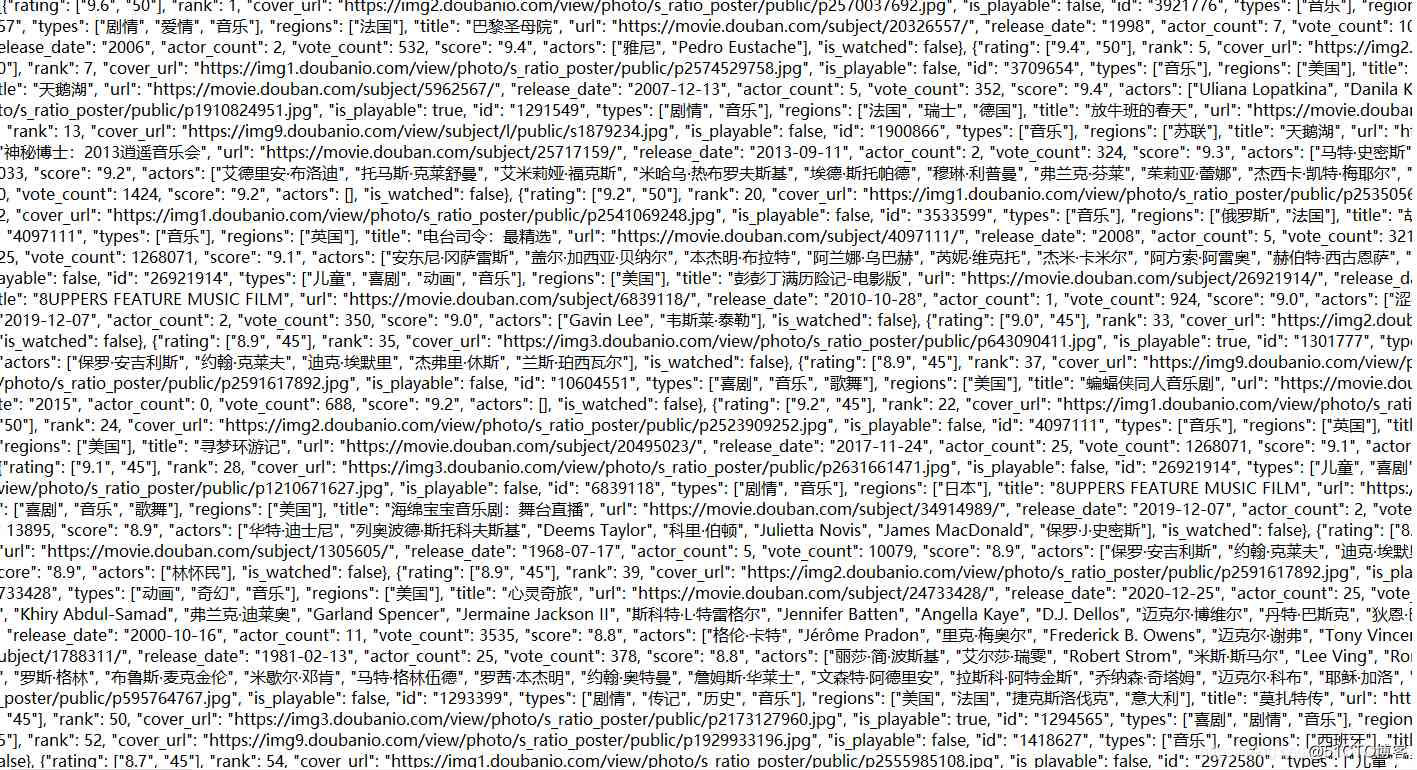 [{"rating": ["9.6", "50"], "rank": 1, "cover_url": "https://img2.doubanio.com/view/photo/s_ratio_poster/public/p2570037692.jpg", "is_playable": false, "id": "3921776", "types": ["音乐"], "region
57", "types": ["剧情", "爱情", "音乐"], "regions": ["法国"], "title": "巴黎圣母院", "url": "https://movie.douban.com/subject/20326557/", "release_date": "1998", "actor_count": 7, "vote_count": 10
elease_date": "2006", "actor_count": 2, "vote_count": 532, "score": "9.4", "actors": ["雅尼", "Pedro Eustache"], "is_watched": false}, {"rating": ["9.4", "50"], "rank": 5, "cover_url": "https://img2.
0"], "rank": 7, "cover_url": "https://img1.doubanio.com/view/photo/s_ratio_poster/public/p2574529758.jpg", "is_playable": false, "id": "3709654", "types": ["音乐"], "regions": ["美国"], "title":
tle": "天鹅湖", "url": "https://movie.douban.com/subject/5962567/", "release_date": "2007-12-13", "actor_count": 5, "vote_count": 352, "score": "9.4", "actors": ["Uliana Lopatkina", "Danila K
o/s_ratio_poster/public/p1910824951.jpg", "is_playable": true, "id": "1291549", "types": ["剧情", "音乐"], "regions": ["法国", "瑞士", "德国"], "title": "放牛班的春天", "url": "https://movie.douban
, "rank": 13, "cover_url": "https://img9.doubanio.com/view/subject/l/public/s1879234.jpg", "is_playable": false, "id": "1900866", "types": ["音乐"], "regions": ["苏联"], "title": "天鹅湖", "url": "ht
"神秘博士：2013逍遥音乐会", "url": "https://movie.douban.com/subject/25717159/", "release_date": "2013-09-11", "actor_count": 2, "vote_count": 324, "score": "9.3", "actors": ["马特·史密斯"
033, "score": "9.2", "actors": ["艾德里安·布洛迪", "托马斯·克莱舒曼", "艾米莉娅·福克斯", "米哈乌·热布罗夫斯基", "埃德·斯托帕德", "穆琳·利普曼", "弗兰克·芬莱", "茱莉亚·蕾娜", "杰西卡·凯特·梅耶尔", "
0, "vote_count": 1424, "score": "9.2", "actors": [], "is_watched": false}, {"rating": ["9.2", "50"], "rank": 20, "cover_url": "https://img1.doubanio.com/view/photo/s_ratio_poster/public/p2535056
2, "cover_url": "https://img1.doubanio.com/view/photo/s_ratio_poster/public/p2541069248.jpg", "is_playable": false, "id": "3533599", "types": ["音乐"], "regions": ["俄罗斯", "法国"], "title": "胡
: "4097111", "types": ["音乐"], "regions": ["英国"], "title": "电台司令：最精选", "url": "https://movie.douban.com/subject/4097111/", "release_date": "2008", "actor_count": 5, "vote_count": 321
25, "vote_count": 1268071, "score": "9.1", "actors": ["安东尼·冈萨雷斯", "盖尔·加西亚·贝纳尔", "本杰明·布拉特", "阿兰娜·乌巴赫", "芮妮·维克托", "杰米·卡米尔", "阿方索·阿雷奥", "赫伯特·西古恩萨", "
ayable": false, "id": "26921914", "types": ["儿童", "喜剧", "动画", "音乐"], "regions": ["美国"], "title": "彭彭丁满历险记-电影版", "url": "https://movie.douban.com/subject/26921914/", "release
tle": "8UPPERS FEATURE MUSIC FILM", "url": "https://movie.douban.com/subject/6839118/", "release_date": "2010-10-28", "actor_count": 1, "vote_count": 924, "score": "9.0", "actors": ["涩
"2019-12-07", "actor_count": 2, "vote_count": 350, "score": "9.0", "actors": ["Gavin Lee", "韦斯莱·泰勒"], "is_watched": false}, {"rating": ["9.0", "45"], "rank": 33, "cover_url": "https://img2.doub
"is_watched": false}, {"rating": ["8.9", "45"], "rank": 35, "cover_url": "https://img3.doubanio.com/view/photo/s_ratio_poster/public/p643090411.jpg", "is_playable": true, "id": "1301777", "type
"actors": ["保罗·安吉利斯", "约翰·克莱夫", "迪克·埃默里", "杰弗里·休斯", "兰斯·珀西瓦尔"], "is_watched": false}, {"rating": ["8.9", "45"], "rank": 37, "cover_url": "https://img9.doubanio.com/view/p
/photo/s_ratio_poster/public/p2591617892.jpg", "is_playable": false, "id": "10604551", "types": ["喜剧", "音乐", "歌舞"], "regions": ["美国"], "title": "蝙蝠侠同人音乐剧", "url": "https://movie.dou
te": "2015", "actor_count": 0, "vote_count": 688, "score": "9.2", "actors": [], "is_watched": false}, {"rating": ["9.2", "45"], "rank": 22, "cover_url": "https://img1.doubanio.com/view/photo/s_rati
"50"], "rank": 24, "cover_url": "https://img2.doubanio.com/view/photo/s_ratio_poster/public/p2523909252.jpg", "is_playable": false, "id": "4097111", "types": ["音乐"], "regions": ["英国"], "title
"regions": ["美国"], "title": "寻梦环游记", "url": "https://movie.douban.com/subject/20495023/", "release_date": "2017-11-24", "actor_count": 25, "vote_count": 1268071, "score": "9.1", "actor
{"rating": ["9.1", "45"], "rank": 28, "cover_url": "https://img3.doubanio.com/view/photo/s_ratio_poster/public/p2631661471.jpg", "is_playable": false, "id": "26921914", "types": ["儿童", "喜剧"
view/photo/s_ratio_poster/public/p1210671627.jpg", "is_playable": false, "id": "6839118", "types": ["剧情", "音乐"], "regions": ["日本"], "title": "8UPPERS FEATURE MUSIC FILM", "url": "https:/
: ["喜剧", "音乐", "歌舞"], "regions": ["美国"], "title": "海绵宝宝音乐剧：舞台直播", "url": "https://movie.douban.com/subject/34914989/", "release_date": "2019-12-07", "actor_count": 2, "vote
: 13895, "score": "8.9", "actors": ["华特·迪士尼", "列奥波德·斯托科夫斯基", "Deems Taylor", "科里·伯顿", "Julietta Novis", "James MacDonald", "保罗·J·史密斯"], "is_watched": false}, {"rating": ["8.
"url": "https://movie.douban.com/subject/1305605/", "release_date": "1968-07-17", "actor_count": 5, "vote_count": 10079, "score": "8.9", "actors": ["保罗·安吉利斯", "约翰·克莱夫", "迪克·埃默
core": "8.9", "actors": ["林怀民"], "is_watched": false}, {"rating": ["8.9", "45"], "rank": 39, "cover_url": "https://img2.doubanio.com/view/photo/s_ratio_poster/public/p2591617892.jpg", "is_pla
733428", "types": ["动画", "奇幻", "音乐"], "regions": ["美国"], "title": "心灵奇旅", "url": "https://movie.douban.com/subject/24733428/", "release_date": "2020-12-25", "actor_count": 25, "vote_
", "Khiry Abdul-Samad", "弗兰克·迪莱奥", "Garland Spencer", "Jermaine Jackson II", "斯科特·L·特雷格尔", "Jennifer Batten", "Angella Kaye", "D.J. Dellos", "迈克尔·博维尔", "丹特·巴斯克", "狄恩·
"release_date": "2000-10-16", "actor_count": 11, "vote_count": 3535, "score": "8.8", "actors": ["格伦·卡特", "Jérôme Pradon", "里克·梅奥尔", "Frederick B. Owens", "迈克尔·谢弗", "Tony Vincen
ubject/1788311/", "release_date": "1981-02-13", "actor_count": 25, "vote_count": 378, "score": "8.8", "actors": ["丽莎·简·波斯基", "艾尔莎·瑞雯", "Robert Strom", "米斯·斯马尔", "Lee Ving", "Ror
", "罗斯·格林", "布鲁斯·麦克金伦", "米歇尔·邓肯", "马特·格林伍德", "罗茜·本杰明", "约翰·奥特曼", "詹姆斯·华莱士", "文森特·阿德里安", "拉斯科·阿特金斯", "乔纳森·奇塔姆", "迈克尔·科布", "耶稣·加洛", "
_poster/public/p595764767.jpg", "is_playable": false, "id": "1293399", "types": ["剧情", "传记", "历史", "音乐"], "regions": ["美国", "法国", "捷克斯洛伐克", "意大利"], "title": "莫扎特传", "url": "htt
"45"], "rank": 50, "cover_url": "https://img3.doubanio.com/view/photo/s_ratio_poster/public/p2173127960.jpg", "is_playable": true, "id": "1294565", "types": ["喜剧", "剧情", "音乐"], "region
5"], "rank": 52, "cover_url": "https://img9.doubanio.com/view/photo/s_ratio_poster/public/p1929933196.jpg", "is_playable": false, "id": "1418627", "types": ["音乐"], "regions": ["西班牙"], "titl
alse}, {"rating": ["8.7", "45"], "rank": 54, "cover_url": "https://img1.doubanio.com/view/photo/s_ratio_poster/public/p2555985108.jpg", "is_playable": false, "id": "2972580", "types": ["儿童", "
@51CTO博客